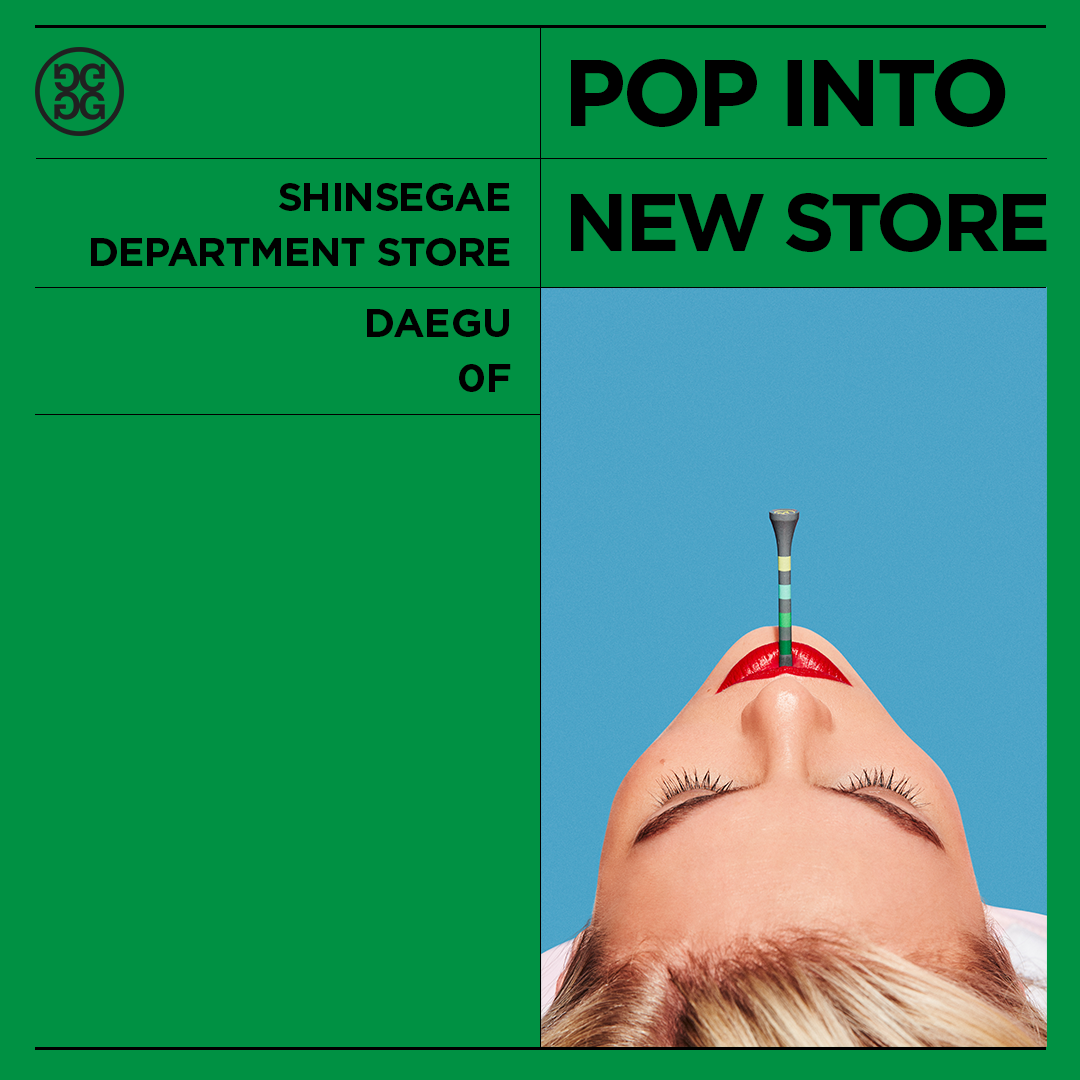 POP INTO
NEW STORE
SHINSEGAE
DEPARTMENT STORE
DAEGU
0F